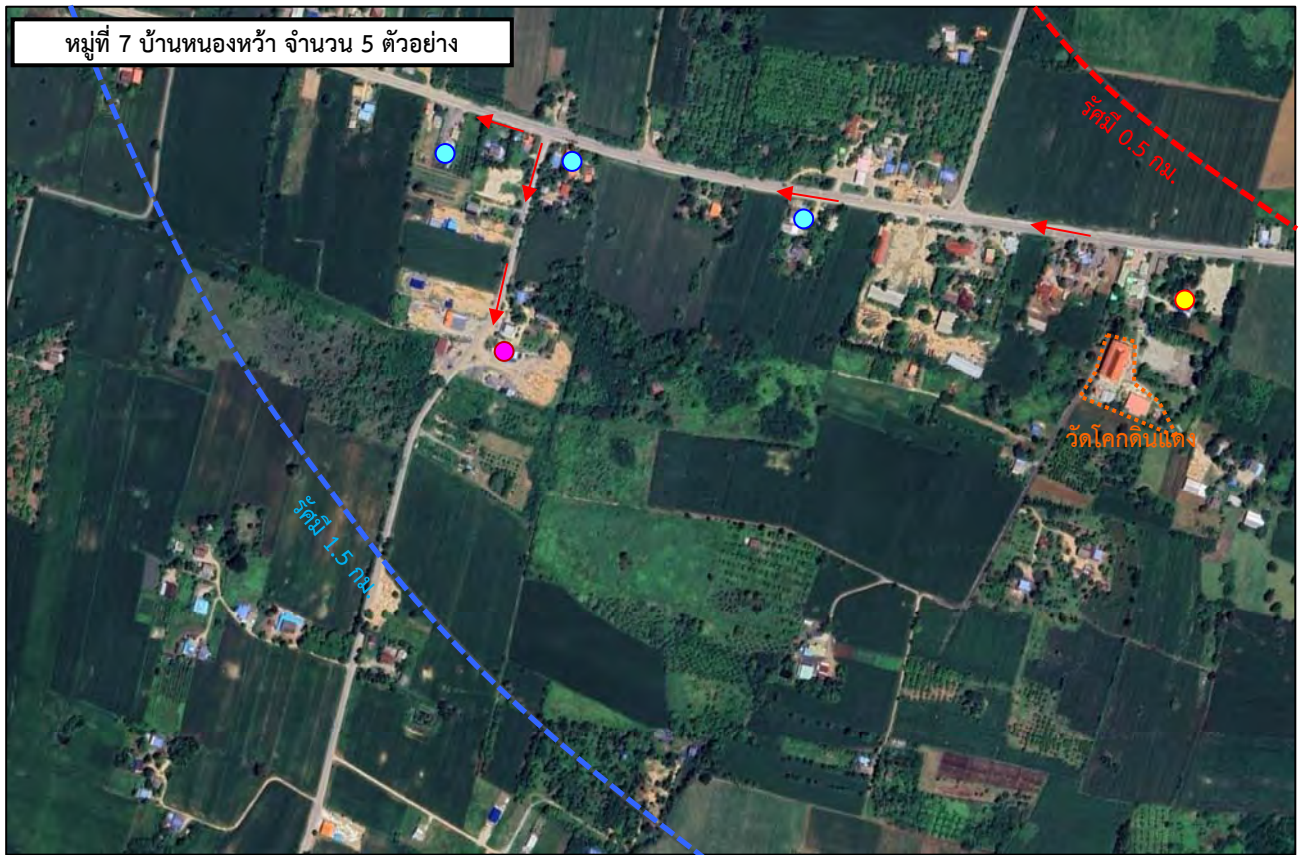 หมู่ที่ 7 บ้านหนองหว้า จำนวน 5 ตัวอย่าง
รัศมี 0.5 กม.
วัดโคกดินแดง
รัศมี 1.5 กม.